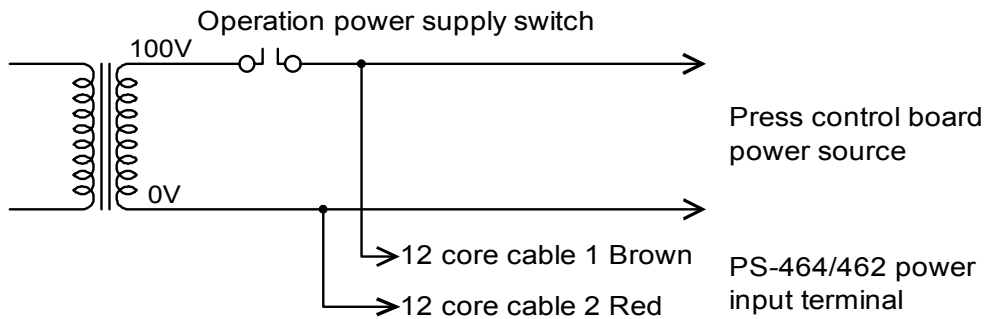 Operation power supply switch
100V
0V
Press control board
power source
12 core cable 1 Brown
12 core cable 2 Red
PS-464/462 power
input terminal